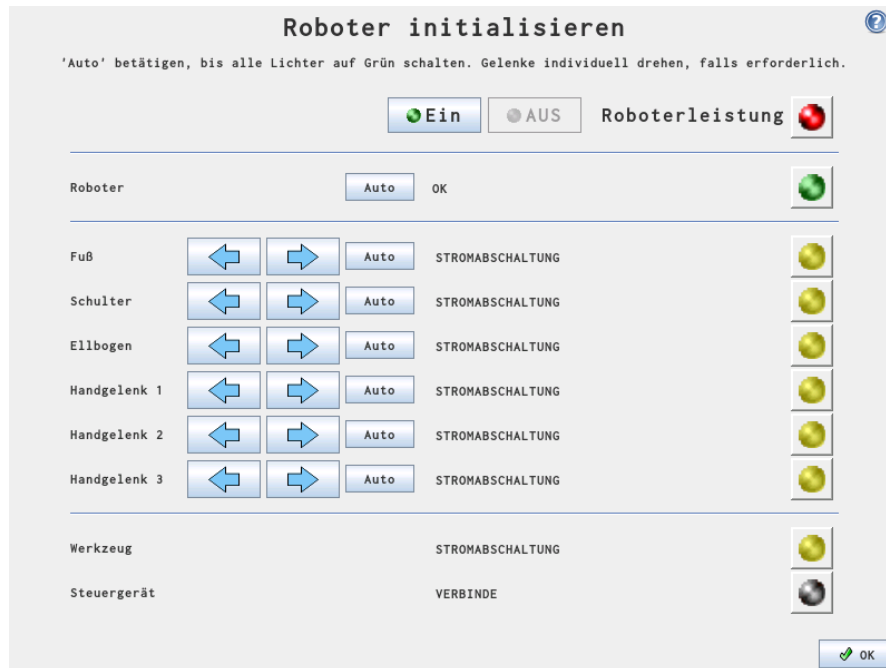 Roboter initialisieren
?
'Auto' betätigen, bis alle Lichter auf Grün schalten. Gelenke individuell drehen, falls erforderlich.
Ein AUS Roboterleistung
Roboter Auto OK
Fuß Auto STROMABSCHALTUNG
Schulter Auto STROMABSCHALTUNG
Ellbogen Auto STROMABSCHALTUNG
Handgelenk 1 Auto STROMABSCHALTUNG
Handgelenk 2 Auto STROMABSCHALTUNG
Handgelenk 3 Auto STROMABSCHALTUNG
Werkzeug STROMABSCHALTUNG
Steuergerät VERBINDE
OK